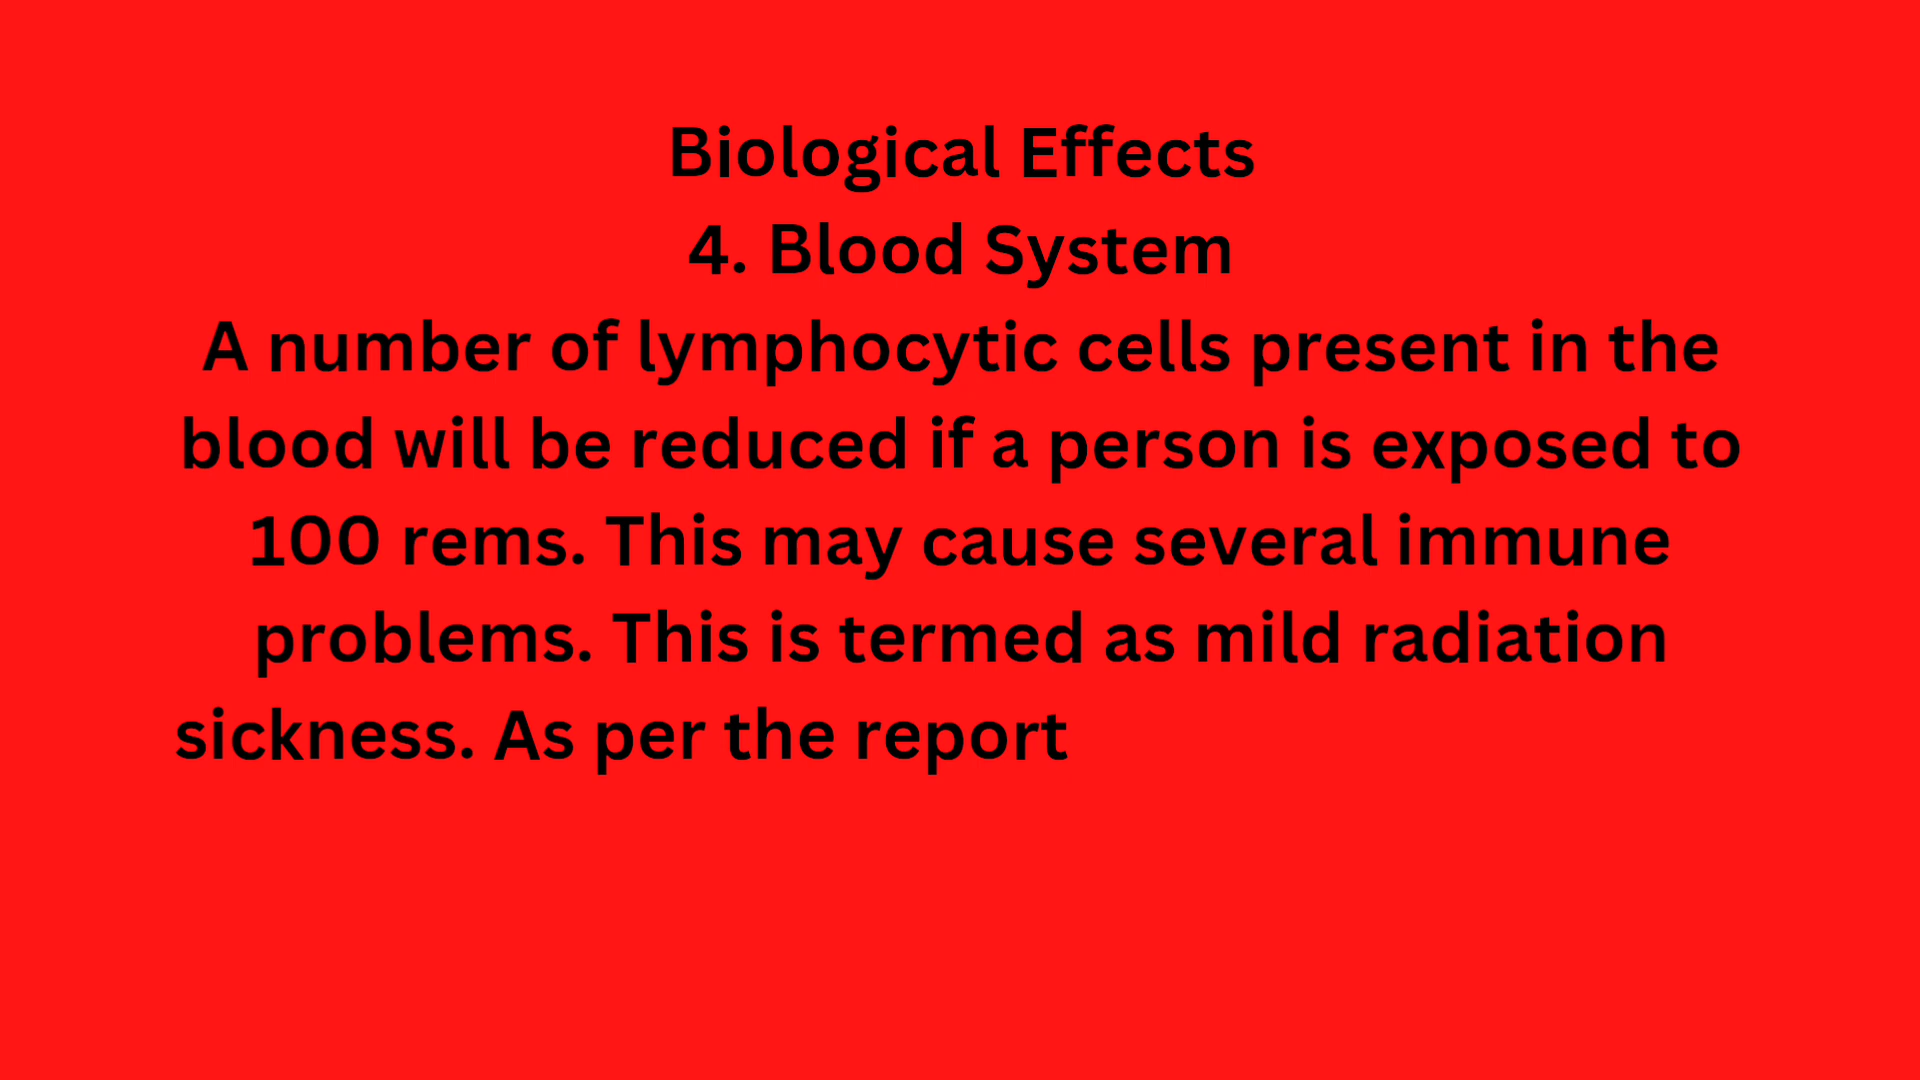 Biological Effects
4. Blood System
A number of lymphocytic cells present in the
blood will be reduced if a person is exposed to
100 rems. This may cause several immune
problems. This is termed as mild radiation
sickness. As per the report